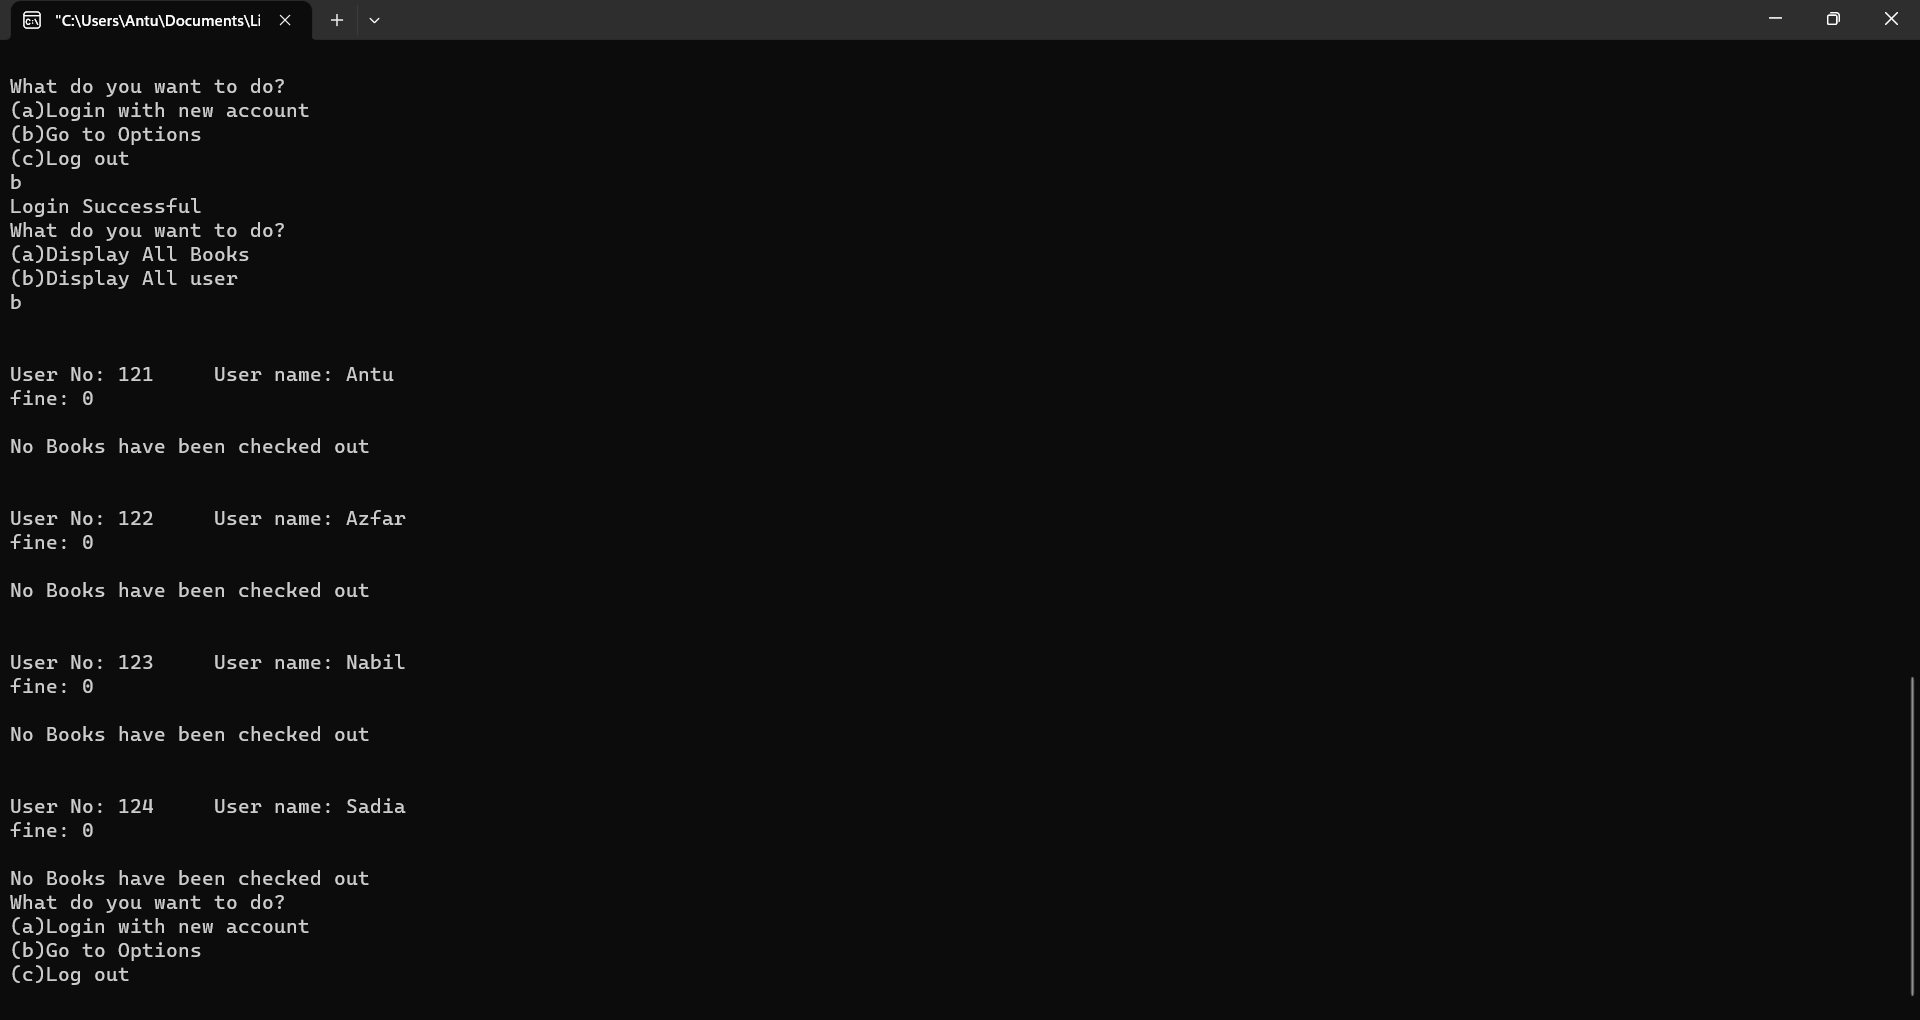 "C:\Users\Antu\Documents\Li
What do you want to do?
(a)Login with new account
(b)Go to Options
(c)Log out
b
Login Successful
What do you want to do?
(a)Display All Books
(b)Display All user
b
User No: 121     User name: Antu
fine: 0
No Books have been checked out
User No: 122     User name: Azfar
fine: 0
No Books have been checked out
User No: 123     User name: Nabil
fine: 0
No Books have been checked out
User No: 124     User name: Sadia
fine: 0
No Books have been checked out
What do you want to do?
(a)Login with new account
(b)Go to Options
(c)Log out